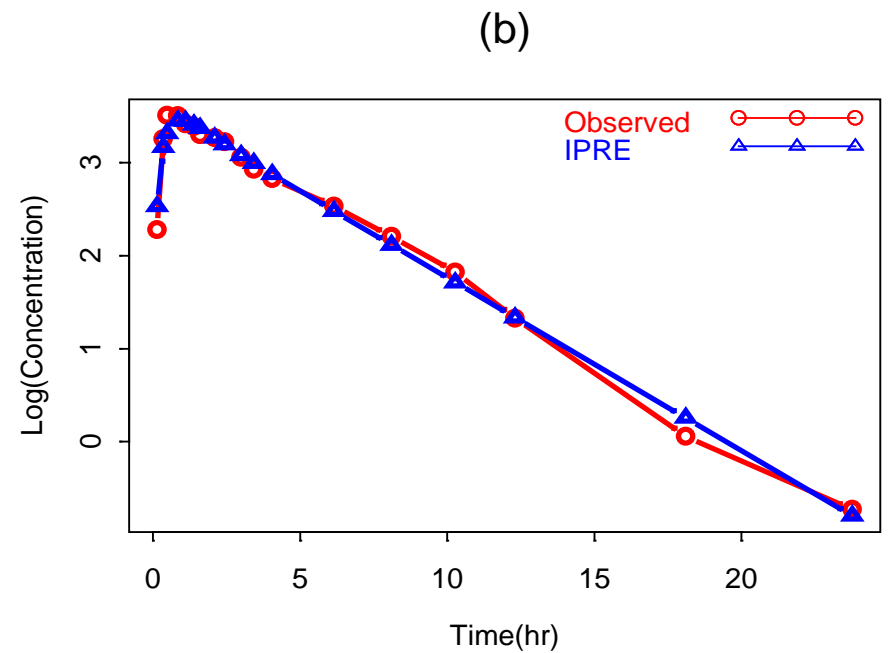 (b)
Observed
IPRE
Log(Concentration)
3
2
1
0
0 5 10 15 20
Time(hr)